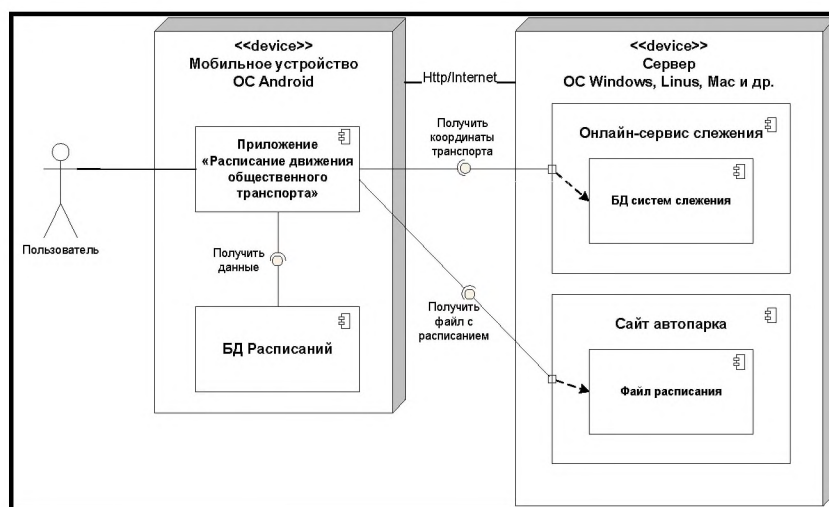 <<device>>
Мобильное устройство
ОС Android
Http/Internet
<<device>>
Сервер
ОС Windows, Linus, Mac и др.
Приложение
«Расписание движения
общественного
транспорта»
Получить
координаты
транспорта
Онлайн-сервис слежения
БД систем слежения
Пользователь
Получить
данные
БД Расписаний
Получить
файл с
расписанием
Сайт автопарка
Файл расписания